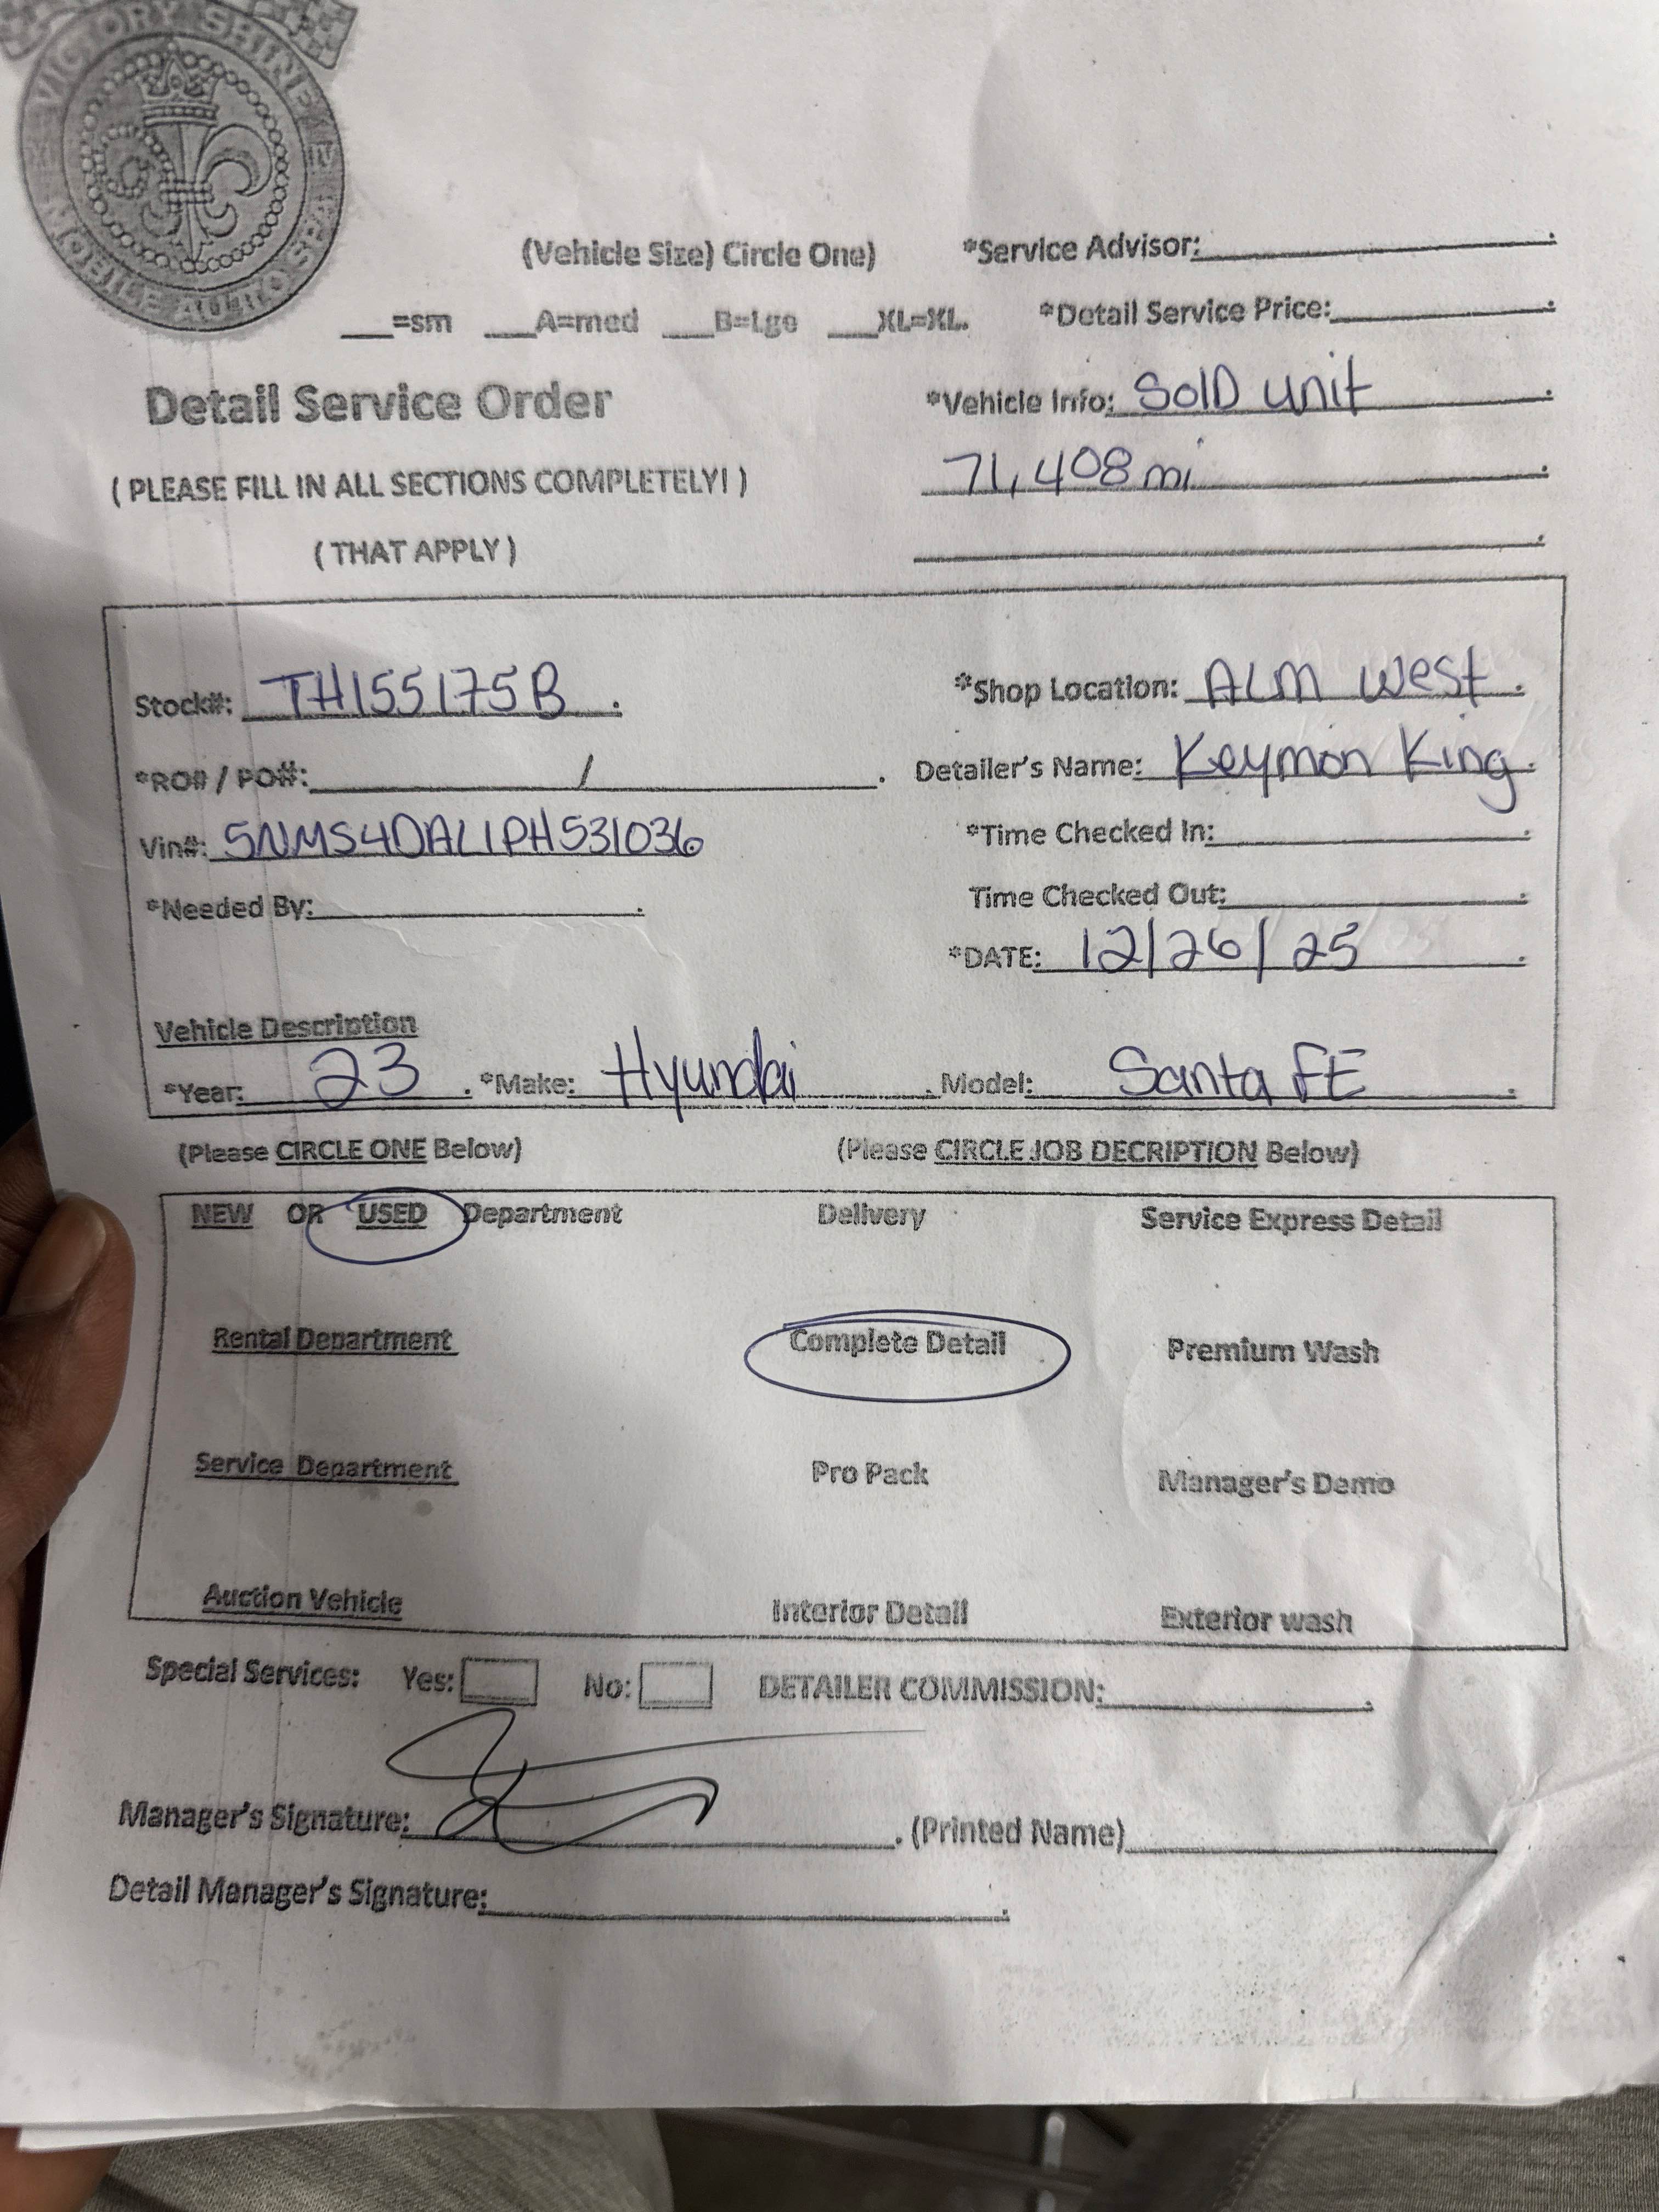 VICTORY SHINE
MOBILE AUTO SPA
(Vehicle Size) Circle One)
*Service Advisor:
___=sm ___A=med ___B=Lge ___XL=XL.
*Detail Service Price:
Detail Service Order
*Vehicle Info: SolD unit
( PLEASE FILL IN ALL SECTIONS COMPLETELY! )
71,408 mi
( THAT APPLY )
Stock#: TH155175B
*Shop Location: ALM West
*RO# / PO#: /
Detailer's Name: Keymon King
Vin#: 5NMS4DAL1PH531036
*Time Checked In:
*Needed By:
Time Checked Out:
*DATE: 12/26/25
Vehicle Description
*Year: 23 . *Make: Hyundai . Model: Santa FE
(Please CIRCLE ONE Below) (Please CIRCLE JOB DECRIPTION Below)
NEW OR USED Department Delivery Service Express Detail
Rental Department Complete Detail Premium Wash
Service Department Pro Pack Manager's Demo
Auction Vehicle Interior Detail Exterior wash
Special Services: Yes: No: DETAILER COMMISSION:
Manager's Signature: . (Printed Name)
Detail Manager's Signature: